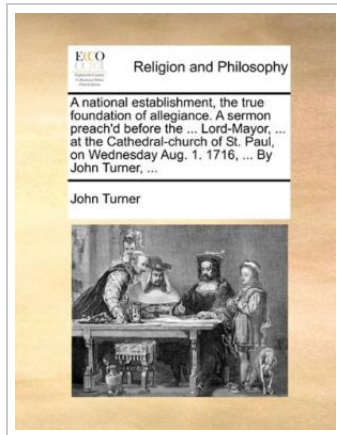 ECCO
Religion and Philosophy
A national establishment, the true
foundation of allegiance. A sermon
preach'd before the ... Lord-Mayor, ...
at the Cathedral-church of St. Paul,
on Wednesday Aug. 1. 1716, ... By
John Turner, ...
John Turner